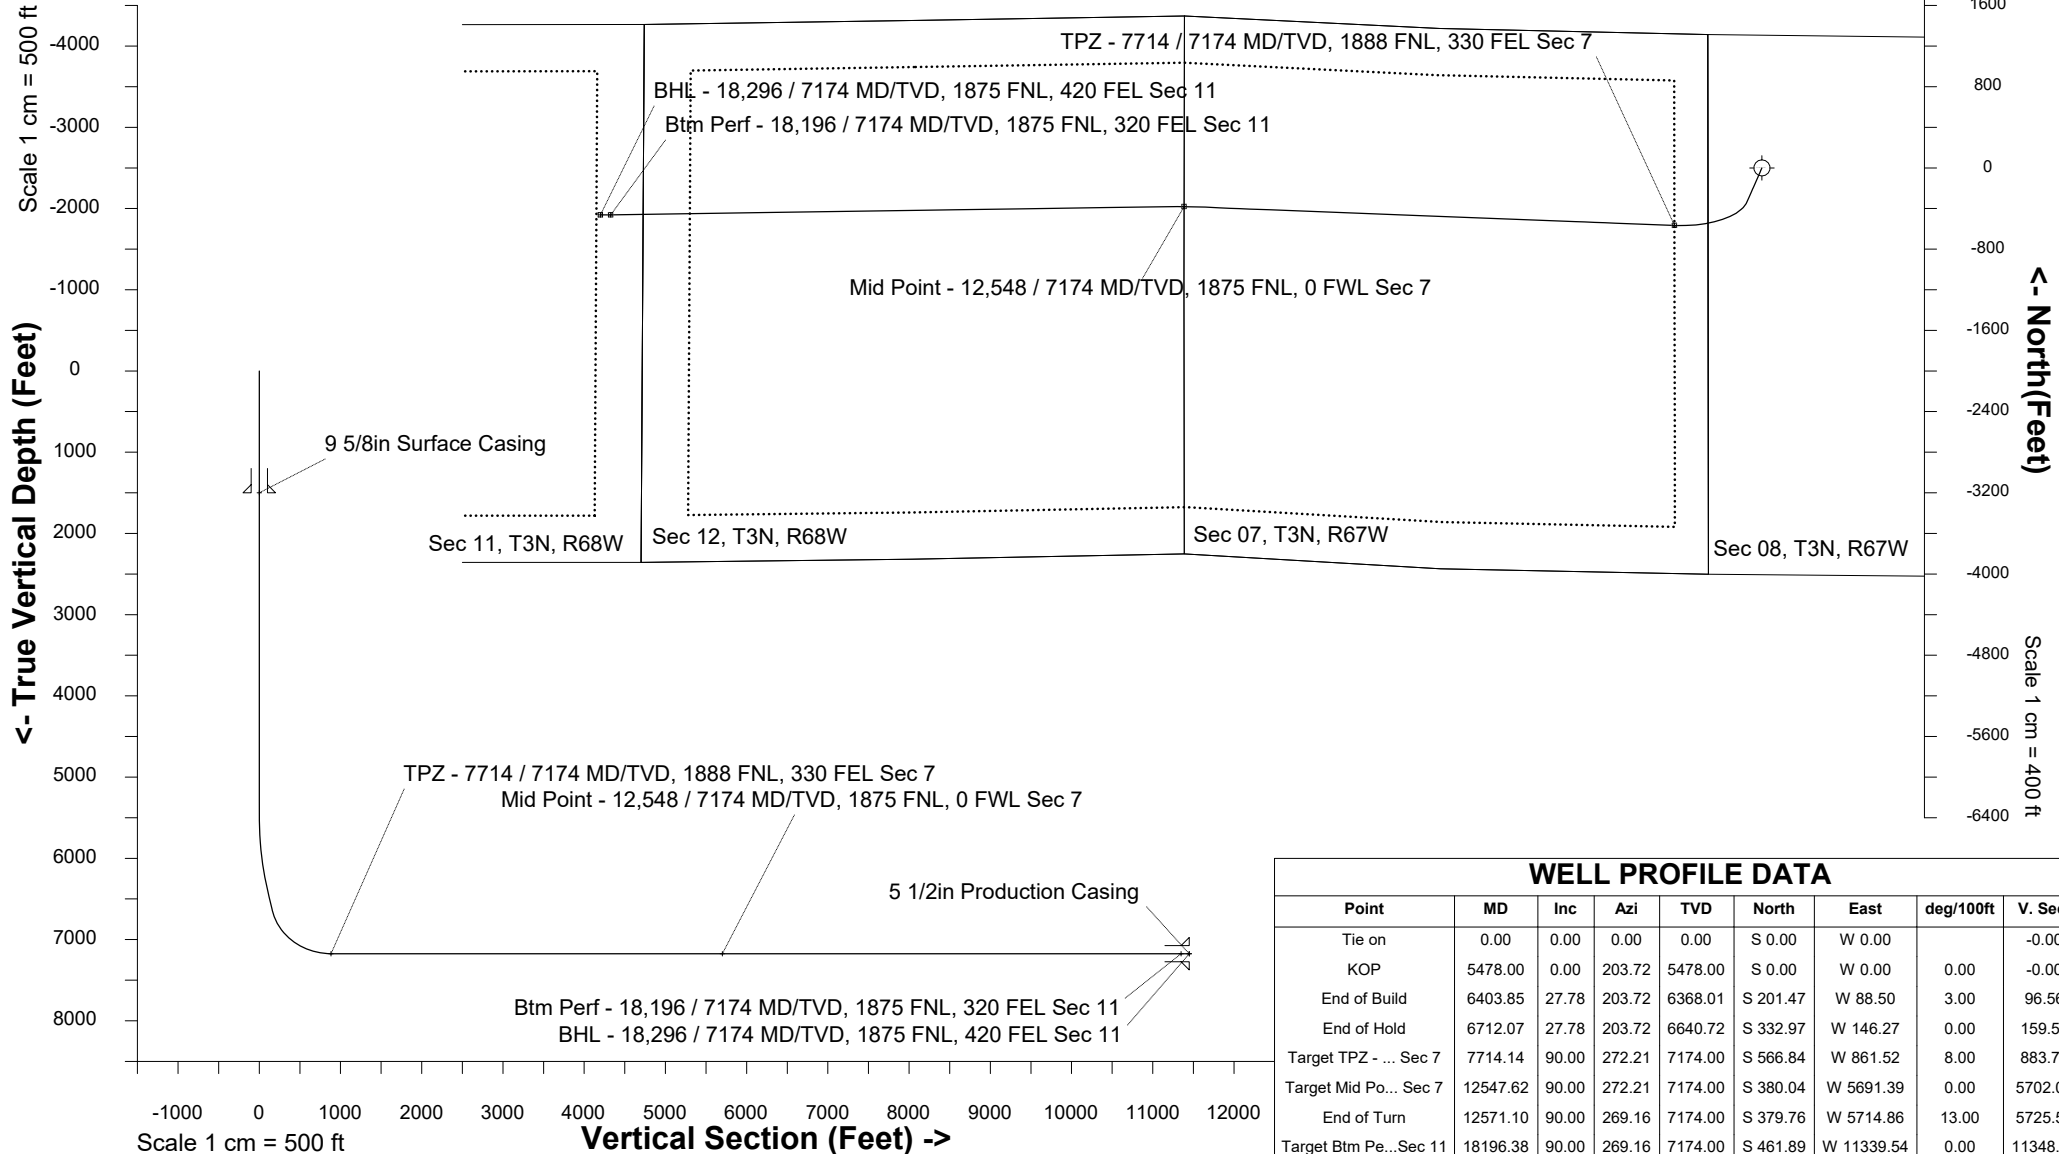 Scale 1 cm = 500 ft
<- True Vertical Depth (Feet)
-4000
-3000
-2000
-1000
0
1000
2000
3000
4000
5000
6000
7000
8000
TPZ - 7714 / 7174 MD/TVD, 1888 FNL, 330 FEL Sec 7
BHL - 18,296 / 7174 MD/TVD, 1875 FNL, 420 FEL Sec 11
Btm Perf - 18,196 / 7174 MD/TVD, 1875 FNL, 320 FEL Sec 11
Mid Point - 12,548 / 7174 MD/TVD, 1875 FNL, 0 FWL Sec 7
9 5/8in Surface Casing
Sec 11, T3N, R68W
Sec 12, T3N, R68W
Sec 07, T3N, R67W
Sec 08, T3N, R67W
1600
800
0
-800
-1600
-2400
-3200
-4000
-4800
-5600
-6400
<- North(Feet)
Scale 1 cm = 400 ft
TPZ - 7714 / 7174 MD/TVD, 1888 FNL, 330 FEL Sec 7
Mid Point - 12,548 / 7174 MD/TVD, 1875 FNL, 0 FWL Sec 7
5 1/2in Production Casing
Btm Perf - 18,196 / 7174 MD/TVD, 1875 FNL, 320 FEL Sec 11
BHL - 18,296 / 7174 MD/TVD, 1875 FNL, 420 FEL Sec 11
-1000 0 1000 2000 3000 4000 5000 6000 7000 8000 9000 10000 11000 12000
Scale 1 cm = 500 ft
Vertical Section (Feet) ->
WELL PROFILE DATA
Point MD Inc Azi TVD North East deg/100ft V. Sec
Tie on 0.00 0.00 0.00 0.00 S 0.00 W 0.00 -0.00
KOP 5478.00 0.00 203.72 5478.00 S 0.00 W 0.00 0.00 -0.00
End of Build 6403.85 27.78 203.72 6368.01 S 201.47 W 88.50 3.00 96.56
End of Hold 6712.07 27.78 203.72 6640.72 S 332.97 W 146.27 0.00 159.5
Target TPZ - ... Sec 7 7714.14 90.00 272.21 7174.00 S 566.84 W 861.52 8.00 883.7
Target Mid Po... Sec 7 12547.62 90.00 272.21 7174.00 S 380.04 W 5691.39 0.00 5702.0
End of Turn 12571.10 90.00 269.16 7174.00 S 379.76 W 5714.86 13.00 5725.5
Target Btm Pe...Sec 11 18196.38 90.00 269.16 7174.00 S 461.89 W 11339.54 0.00 11348.